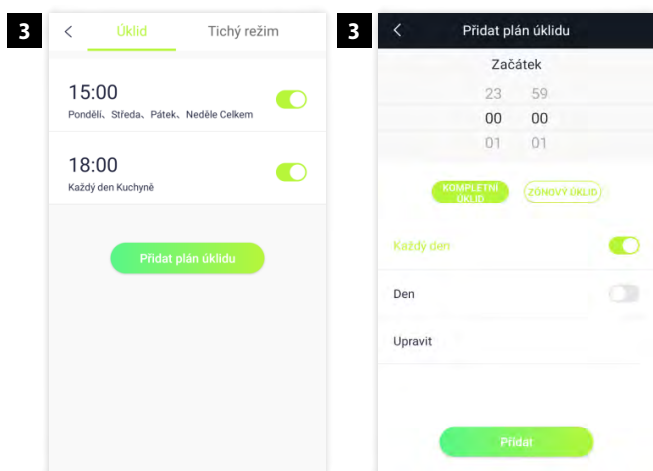 3
Úklid Tichý režim
15:00
Pondělí、Středa、Pátek、Neděle Celkem
18:00
Každý den Kuchyně
Přidat plán úklidu
3
Přidat plán úklidu
Začátek
23 59
00 00
01 01
KOMPLETNÍ
ÚKLID
ZÓNOVÝ ÚKLID
Každý den
Den
Upravit
Přidat